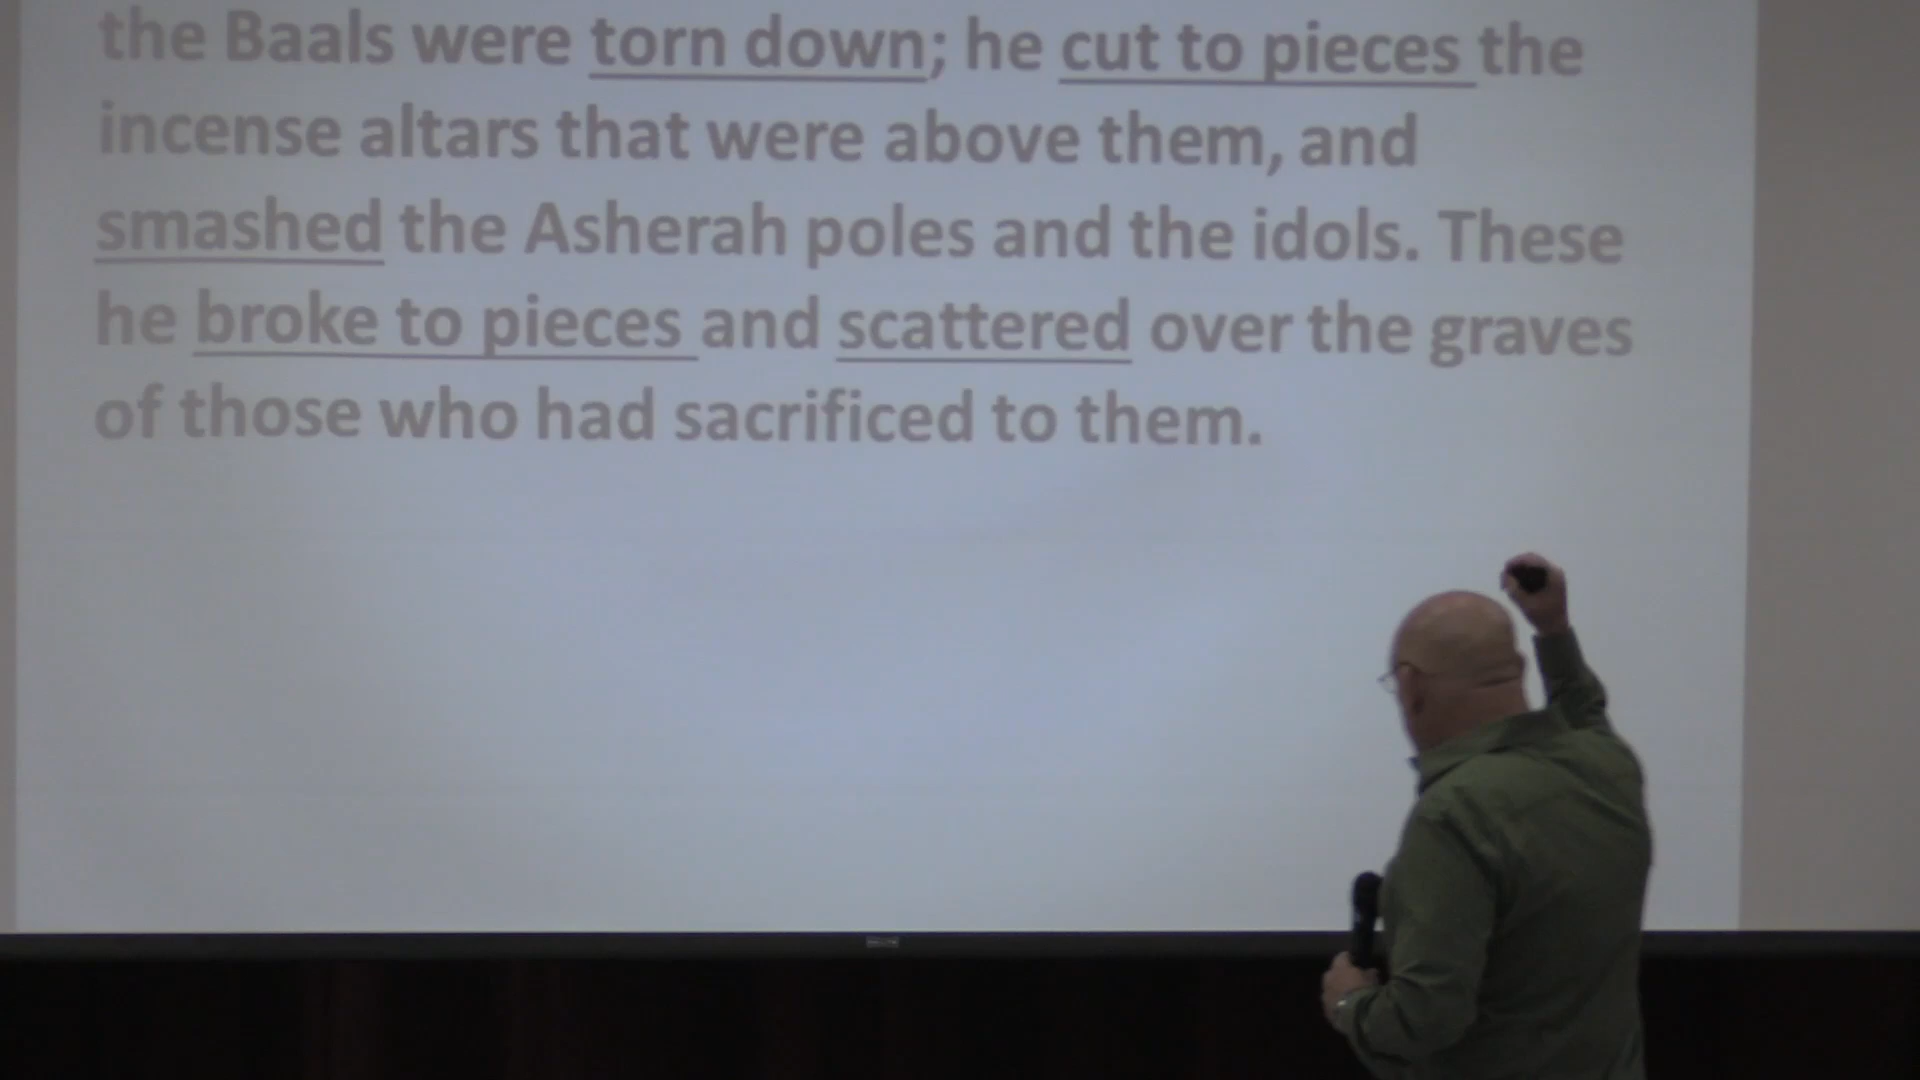 the Baals were torn down; he cut to pieces the
incense altars that were above them, and
smashed the Asherah poles and the idols. These
he broke to pieces and scattered over the graves
of those who had sacrificed to them.